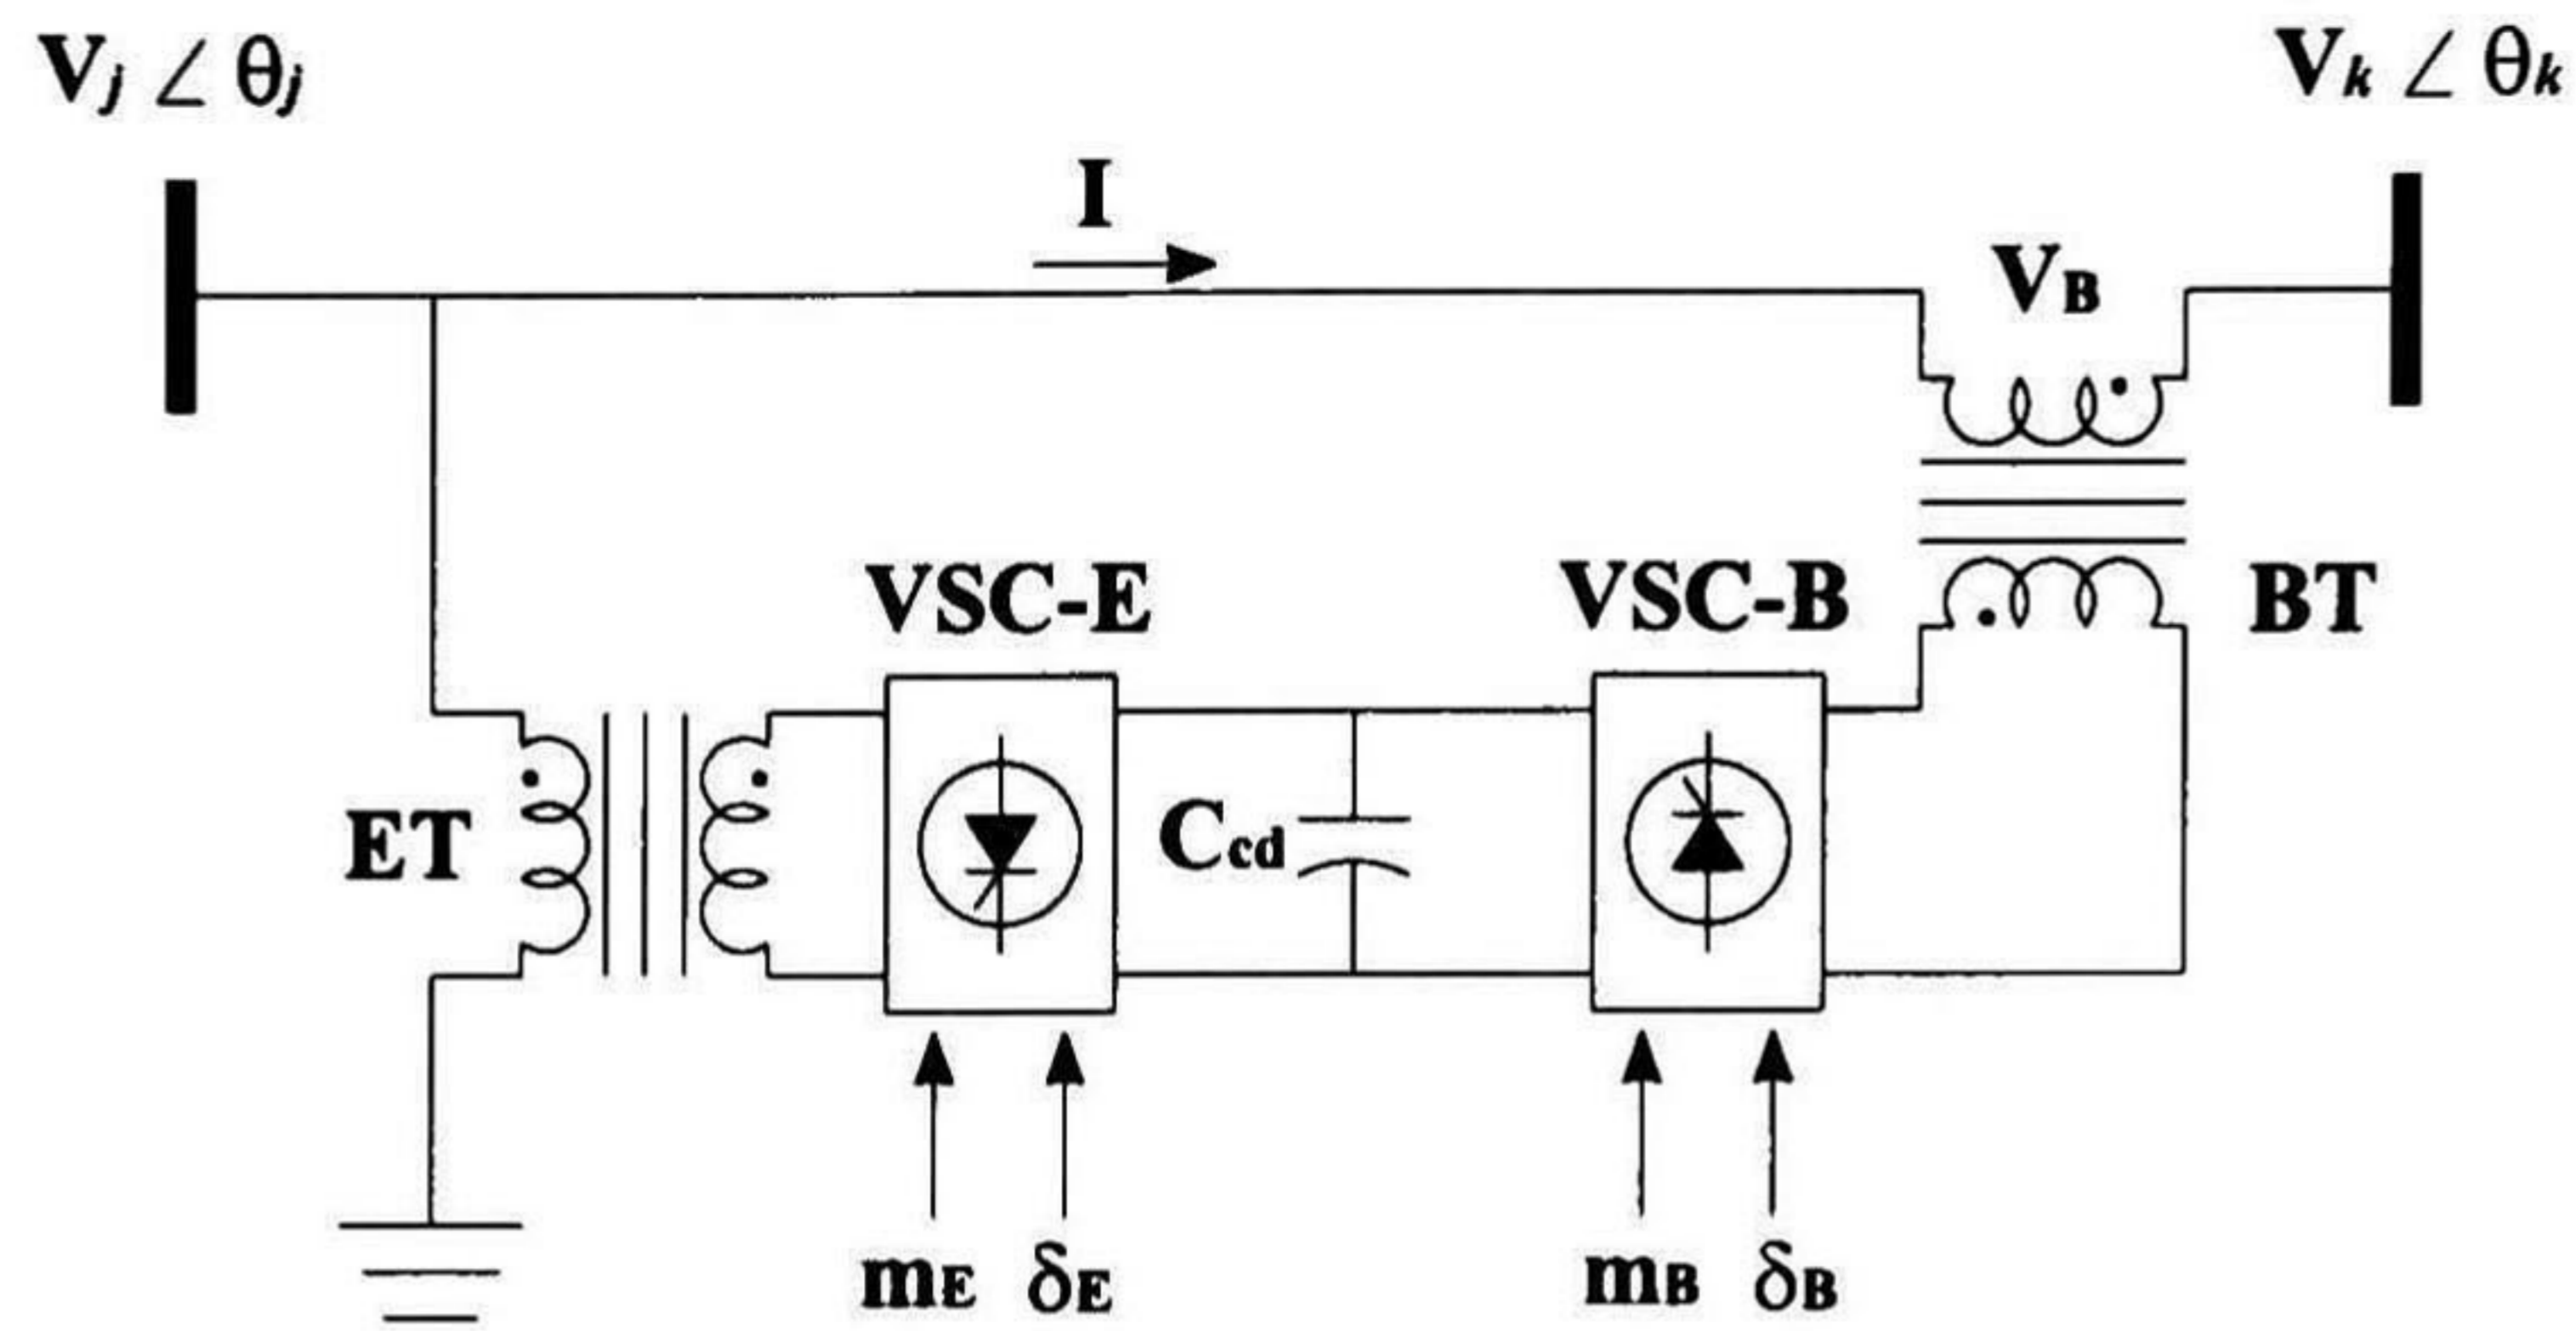 Vj ∠ θj
Vk ∠ θk
I
VB
VSC-E
VSC-B
BT
ET
Ccd
mE δE
mB δB